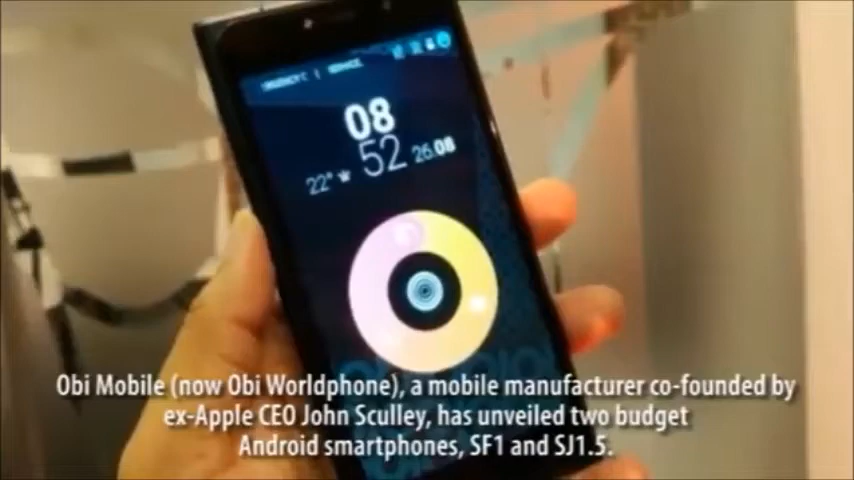 08
52
22° 26.08
Obi Mobile (now Obi Worldphone), a mobile manufacturer co-founded by
ex-Apple CEO John Sculley, has unveiled two budget
Android smartphones, SF1 and SJ1.5.